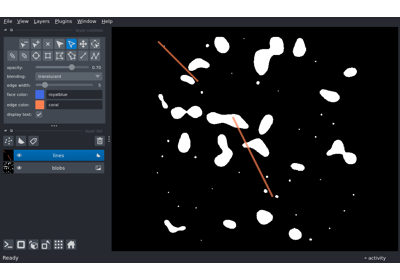 File View Layers Plugins Window Help
opacity: 0.70
blending: translucent
edge width: 5
face color: royalblue
edge color: coral
display text:
lines
blobs
Ready
activity